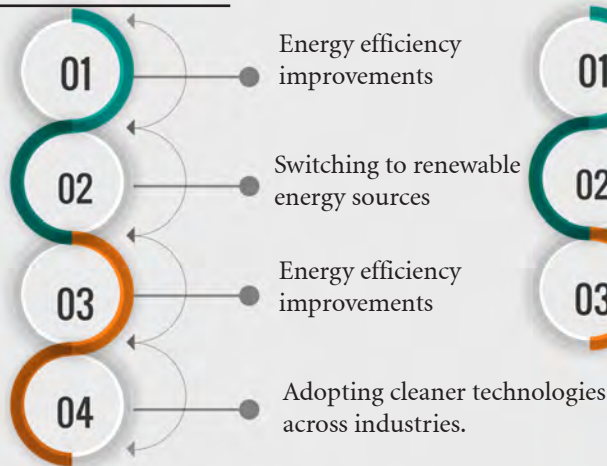 01
Energy efficiency
improvements
02
Switching to renewable
energy sources
03
Energy efficiency
improvements
04
Adopting cleaner technologies
across industries.
01
02
03